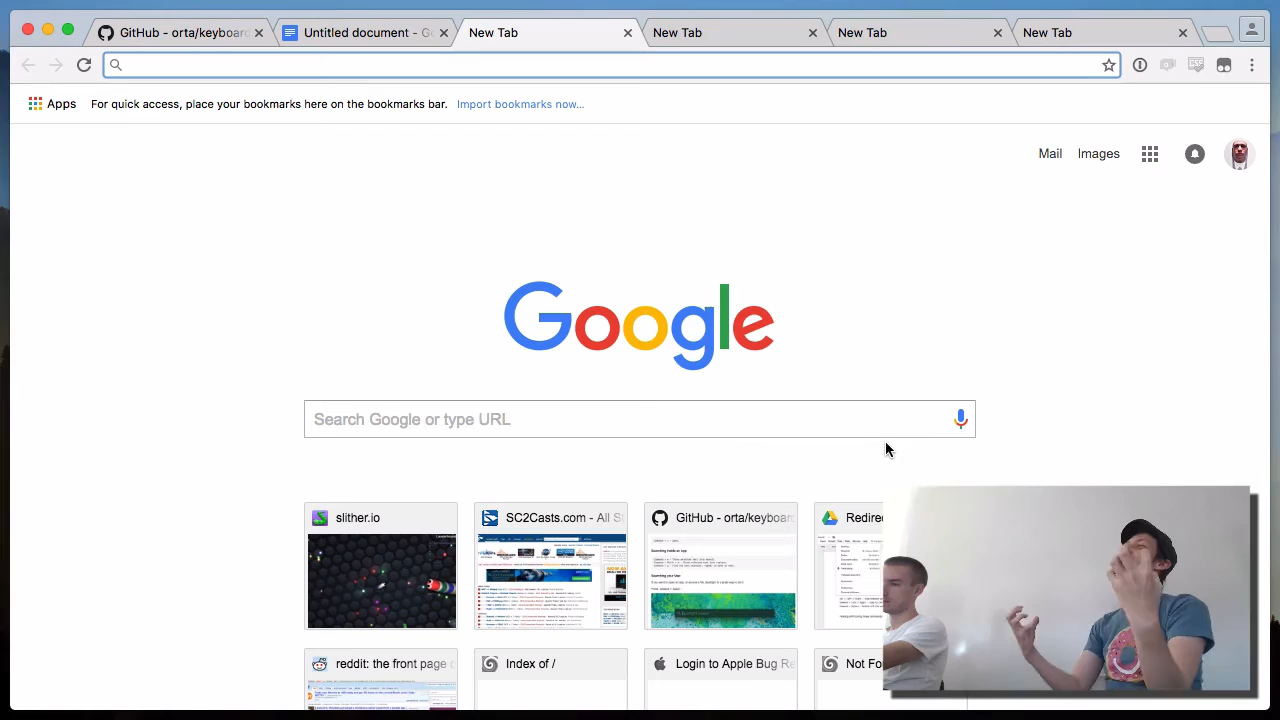 GitHub - orta/keyboard
Untitled document - G
New Tab
New Tab
New Tab
New Tab
Apps
For quick access, place your bookmarks here on the bookmarks bar.
Import bookmarks now...
Mail
Images
Google
Search Google or type URL
slither.io
SC2Casts.com - All S
GitHub - orta/keyboar
Redire
reddit: the front page
Index of /
Login to Apple Bug Re
Not Fo